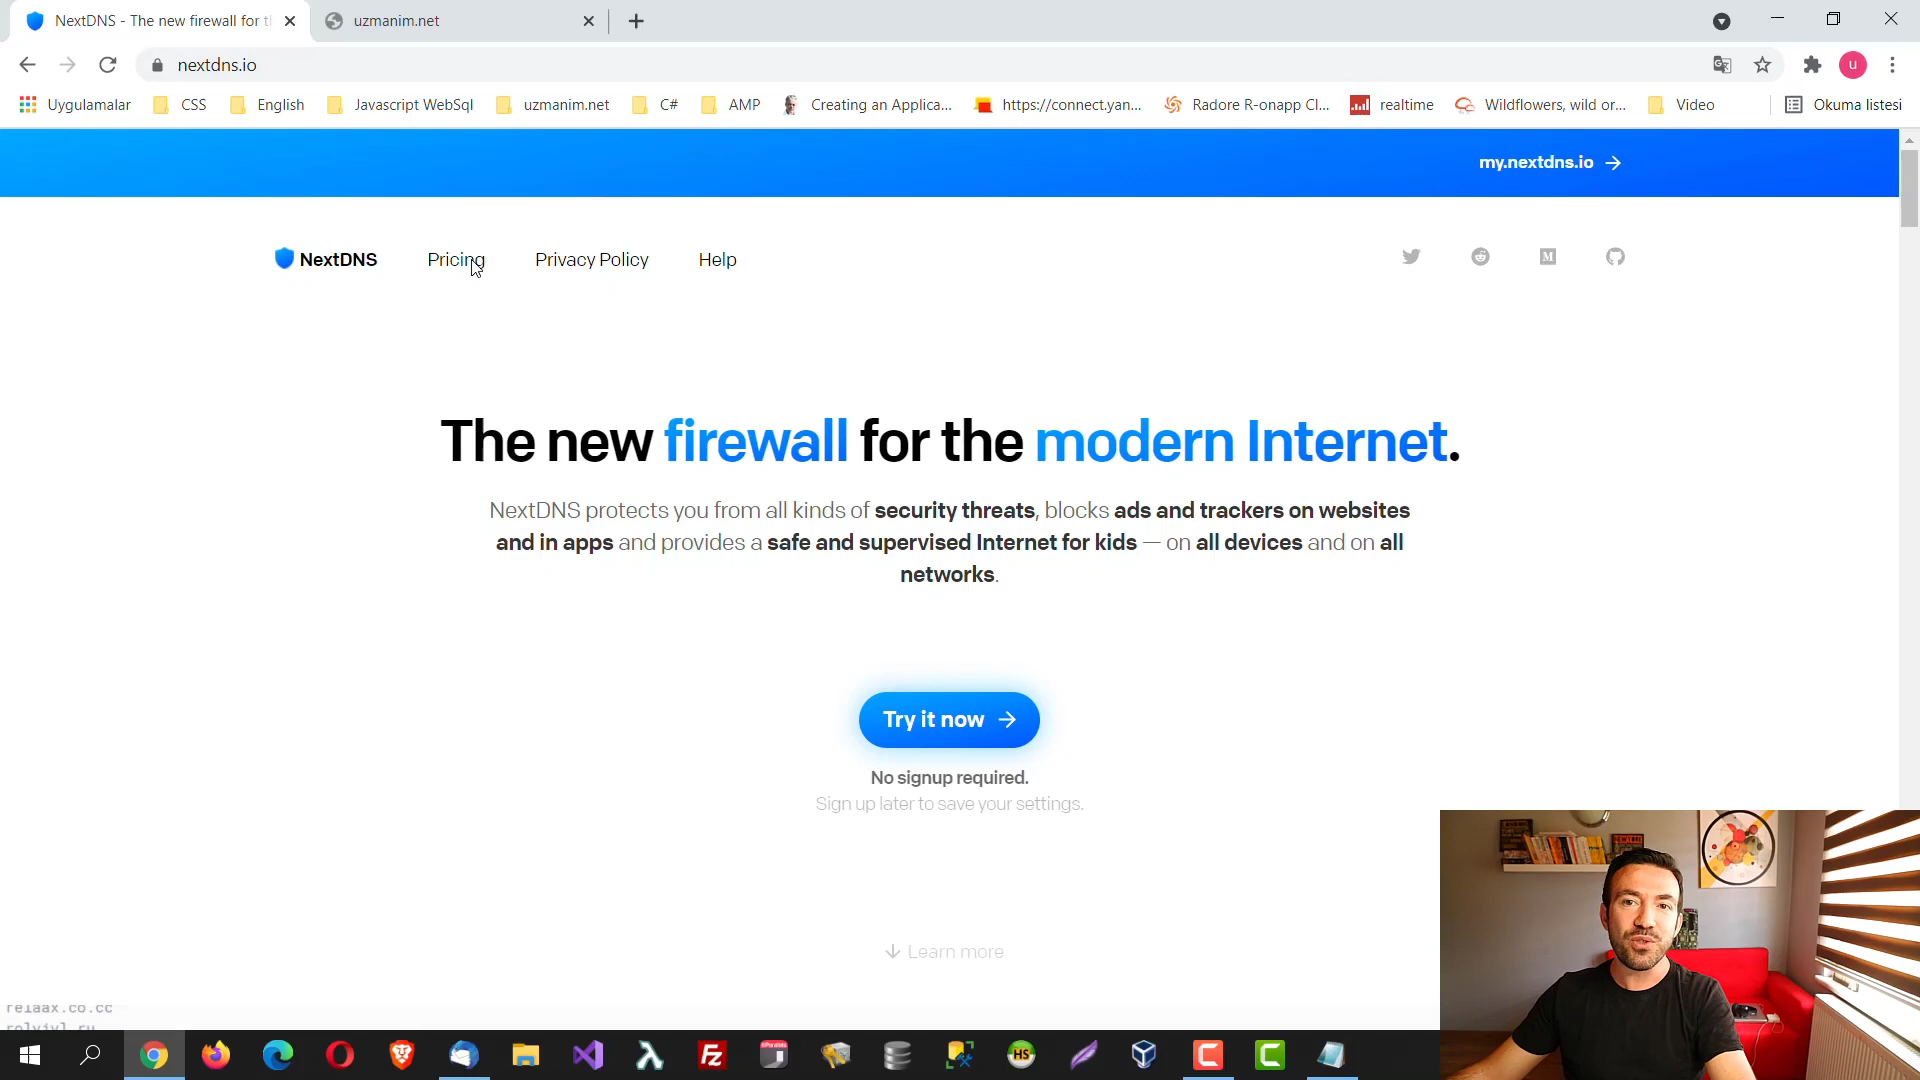 NextDNS - The new firewall for t
uzmanim.net
nextdns.io
u
Uygulamalar
CSS
English
Javascript WebSql
uzmanim.net
C#
AMP
Creating an Applica...
https://connect.yan...
Radore R-onapp Cl...
realtime
Wildflowers, wild or...
Video
Okuma listesi
my.nextdns.io →
NextDNS
Pricing
Privacy Policy
Help
The new firewall for the modern Internet.
NextDNS protects you from all kinds of security threats, blocks ads and trackers on websites
and in apps and provides a safe and supervised Internet for kids — on all devices and on all
networks.
Try it now →
No signup required.
Sign up later to save your settings.
↓ Learn more
relaax.co.cc